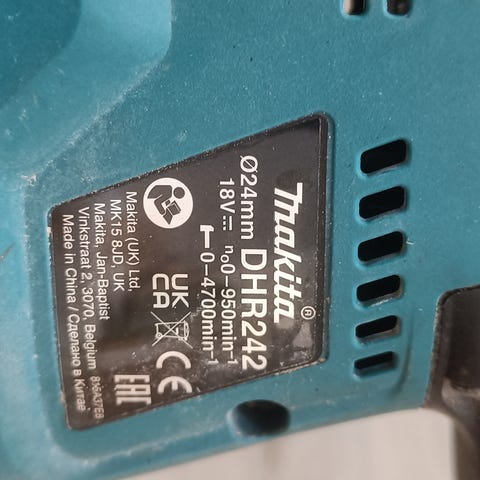 makita®
DHR242
Ø24mm
18V⎓ n₀0-950min⁻¹
0-4700min⁻¹
UK
CA
CE
EAC
Makita (UK) Ltd,
MK15 8JD, UK
Makita, Jan-Baptist
Vinkstraat 2, 3070, Belgium
Made in China / Сделано в Китае